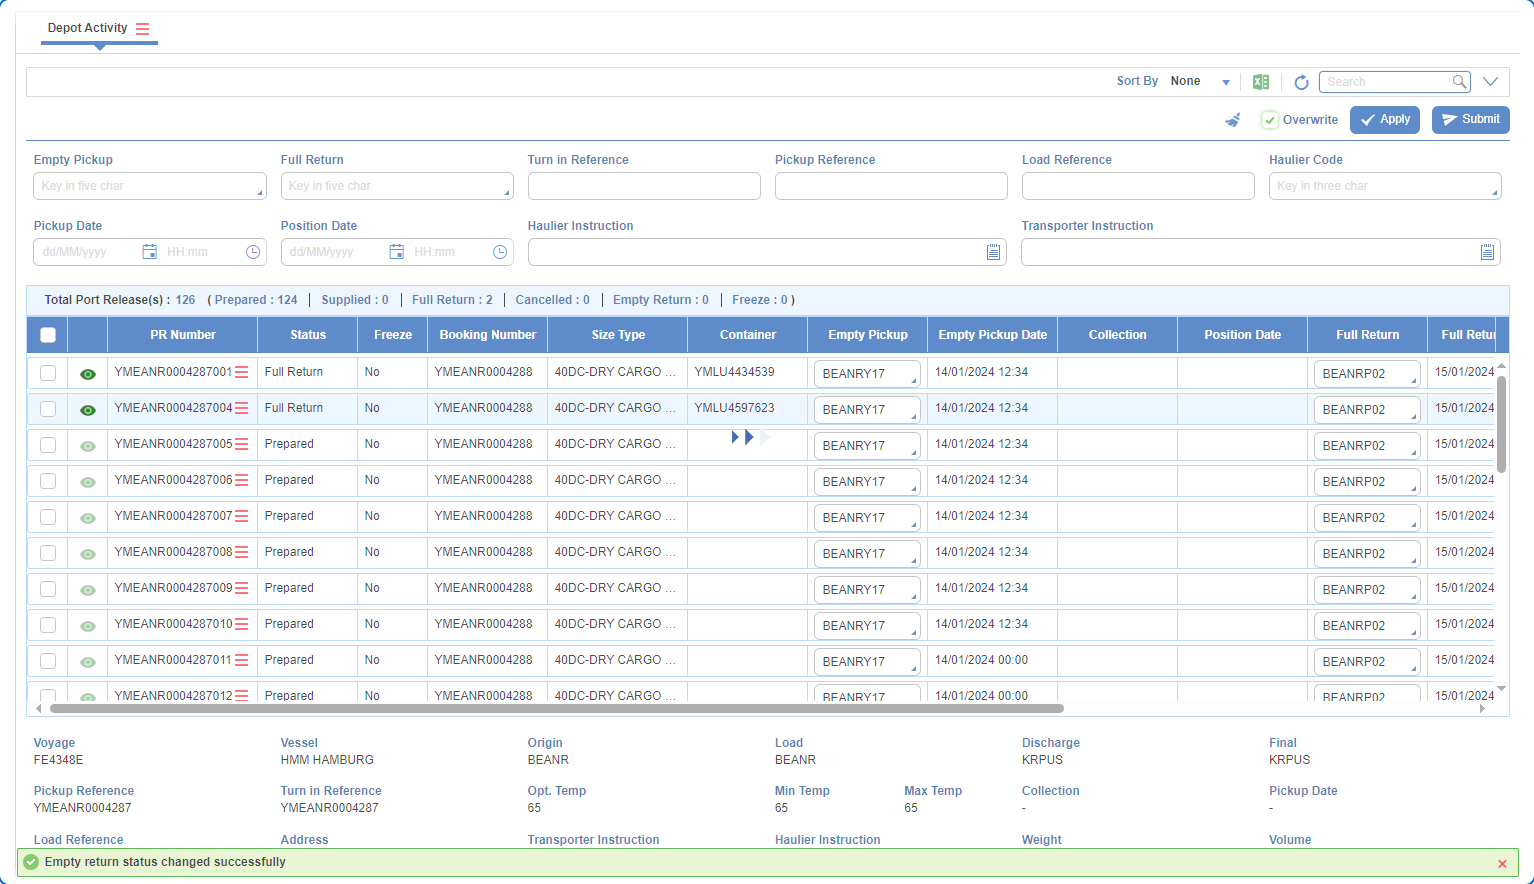 Depot Activity
Sort By None Search
Overwrite Apply Submit
Empty Pickup Full Return Turn in Reference Pickup Reference Load Reference Haulier Code
Key in five char Key in five char Key in three char
Pickup Date Position Date Haulier Instruction Transporter Instruction
dd/MM/yyyy HH:mm dd/MM/yyyy HH:mm
Total Port Release(s) : 126 ( Prepared : 124 | Supplied : 0 | Full Return : 2 | Cancelled : 0 | Empty Return : 0 | Freeze : 0 )
PR Number Status Freeze Booking Number Size Type Container Empty Pickup Empty Pickup Date Collection Position Date Full Return Full Retur
YMEANR0004287001 Full Return No YMEANR0004288 40DC-DRY CARGO ... YMLU4434539 BEANRY17 14/01/2024 12:34 BEANRP02 15/01/2024
YMEANR0004287004 Full Return No YMEANR0004288 40DC-DRY CARGO ... YMLU4597623 BEANRY17 14/01/2024 12:34 BEANRP02 15/01/2024
YMEANR0004287005 Prepared No YMEANR0004288 40DC-DRY CARGO ... BEANRY17 14/01/2024 12:34 BEANRP02 15/01/2024
YMEANR0004287006 Prepared No YMEANR0004288 40DC-DRY CARGO ... BEANRY17 14/01/2024 12:34 BEANRP02 15/01/2024
YMEANR0004287007 Prepared No YMEANR0004288 40DC-DRY CARGO ... BEANRY17 14/01/2024 12:34 BEANRP02 15/01/2024
YMEANR0004287008 Prepared No YMEANR0004288 40DC-DRY CARGO ... BEANRY17 14/01/2024 12:34 BEANRP02 15/01/2024
YMEANR0004287009 Prepared No YMEANR0004288 40DC-DRY CARGO ... BEANRY17 14/01/2024 12:34 BEANRP02 15/01/2024
YMEANR0004287010 Prepared No YMEANR0004288 40DC-DRY CARGO ... BEANRY17 14/01/2024 12:34 BEANRP02 15/01/2024
YMEANR0004287011 Prepared No YMEANR0004288 40DC-DRY CARGO ... BEANRY17 14/01/2024 00:00 BEANRP02 15/01/2024
YMEANR0004287012 Prepared No YMEANR0004288 40DC-DRY CARGO ... BEANRY17 14/01/2024 00:00 BEANRP02 15/01/2024
Voyage Vessel Origin Load Discharge Final
FE4348E HMM HAMBURG BEANR BEANR KRPUS KRPUS
Pickup Reference Turn in Reference Opt. Temp Min Temp Max Temp Collection Pickup Date
YMEANR0004287 YMEANR0004287 65 65 65 - -
Load Reference Address Transporter Instruction Haulier Instruction Weight Volume
Empty return status changed successfully